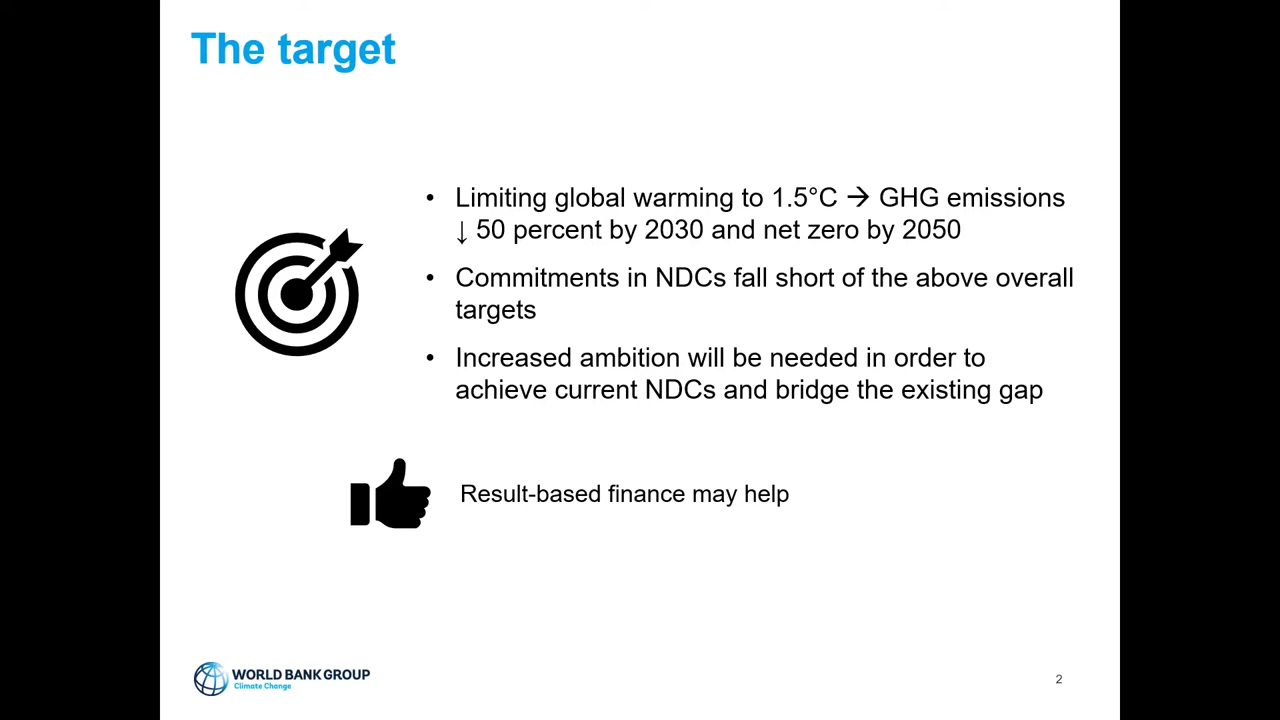 The target
• Limiting global warming to 1.5°C → GHG emissions
↓ 50 percent by 2030 and net zero by 2050
• Commitments in NDCs fall short of the above overall
targets
• Increased ambition will be needed in order to
achieve current NDCs and bridge the existing gap
Result-based finance may help
WORLD BANK GROUP
Climate Change
2